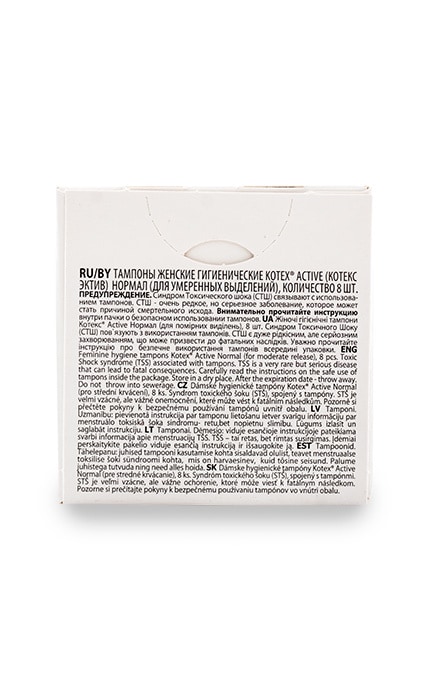 RU/BY ТАМПОНЫ ЖЕНСКИЕ ГИГИЕНИЧЕСКИЕ KOTEX® ACTIVE (КОТЕКС
ЭКТИВ) НОРМАЛ (ДЛЯ УМЕРЕННЫХ ВЫДЕЛЕНИЙ), КОЛИЧЕСТВО 8 ШТ.
ПРЕДУПРЕЖДЕНИЕ. Синдром Токсического шока (СТШ) связывают с использова-
нием тампонов. СТШ - очень редкое, но серьезное заболевание, которое может
стать причиной смертельного исхода. Внимательно прочитайте инструкцию
внутри пачки о безопасном использовании тампонов. UA Жіночі гігієнічні тампони
Котекс® Active Нормал (для помірних виділень), 8 шт. Синдром Токсичного Шоку
(СТШ) пов´язують з використанням тампонів. СТШ є дуже рідкісним, але серйозним
захворюванням, що може призвести до фатальних наслідків. Уважно прочитайте
інструкцію про безпечне використання тампонів всередині упаковки. ENG
Feminine hygiene tampons Kotex® Active Normal (for moderate release), 8 pcs. Toxic
Shock syndrome (TSS) associated with tampons. TSS is a very rare but serious disease
that can lead to fatal consequences. Carefully read the instructions on the safe use of
tampons inside the package. Store in a dry place. After the expiration date - throw away.
Do not throw into sewerage. CZ Dámské hygienické tampóny Kotex® Active Normal
(pro střední krvácení), 8 ks. Syndrom toxického šoku (STS), spojený s tampóny. STŠ je
velmi vzácné, ale vážné onemocnění, které může vést k fatálním následkům. Pozorně si
přečtěte pokyny k bezpečnému používání tampónů uvnitř obalu. LV Tamponi.
Uzmanību: pievienotā instrukcija par tamponu lietošanu ietver svarīgu informāciju par
menstruālo toksiskā šoka sindromu- retu,bet nopietnu slimību. Lūgums izlasīt un
saglabāt to. LT Tamponai. Dėmesio: viduje esančioje instrukcijoje pateikiama
svarbi informacija apie menstruacijų TSS. TSS – tai retas, bet rimtas susirgimas. Įdėmiai
perskaitykite pakelio viduje esančią instrukciją ir išsaugoti ją. EST Tampoonid.
Tähelepanu: juhised tampooni kasutamise kohta sisaldavad olulist, teavet menstruaalse
toksilise šoki sündroomi kohta, mis on harvaesinev, kuid tõsine seisund. Palume
juhistega tutvuda ning need alles hoida. SK Dámske hygienické tampóny Kotex® Active
Normal (pre stredné krvácanie), 8 ks. Syndróm toxického šoku (STŠ), spojený s tampónmi.
STŠ je veľmi vzácne, ale vážne ochorenie, ktoré môže viesť k fatálnym následkom.
Pozorne si prečítajte pokyny k bezpečnému používaniu tampónov vo vnútri obalu.